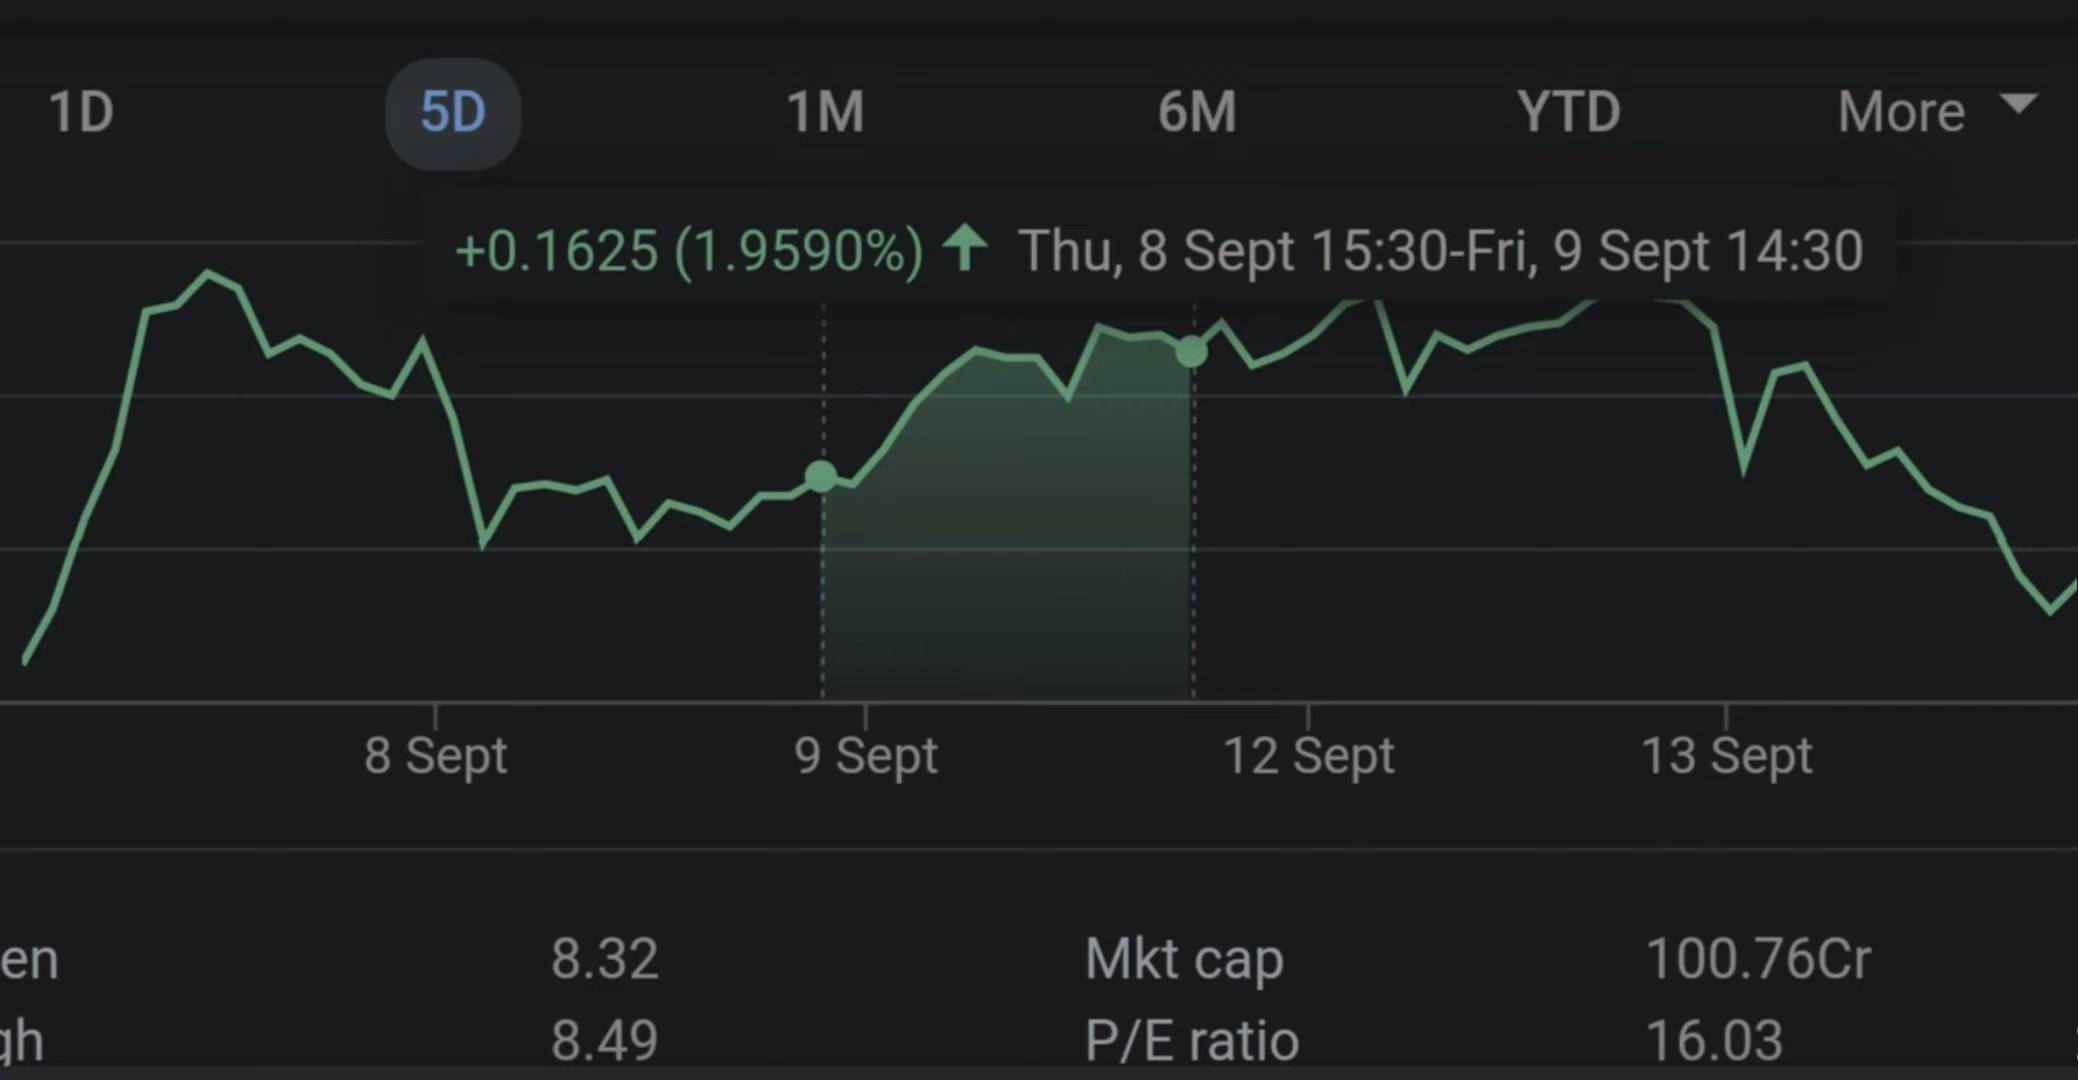 1D 5D 1M 6M YTD More
+0.1625 (1.9590%) Thu, 8 Sept 15:30-Fri, 9 Sept 14:30
8 Sept 9 Sept 12 Sept 13 Sept
en 8.32 Mkt cap 100.76Cr
gh 8.49 P/E ratio 16.03